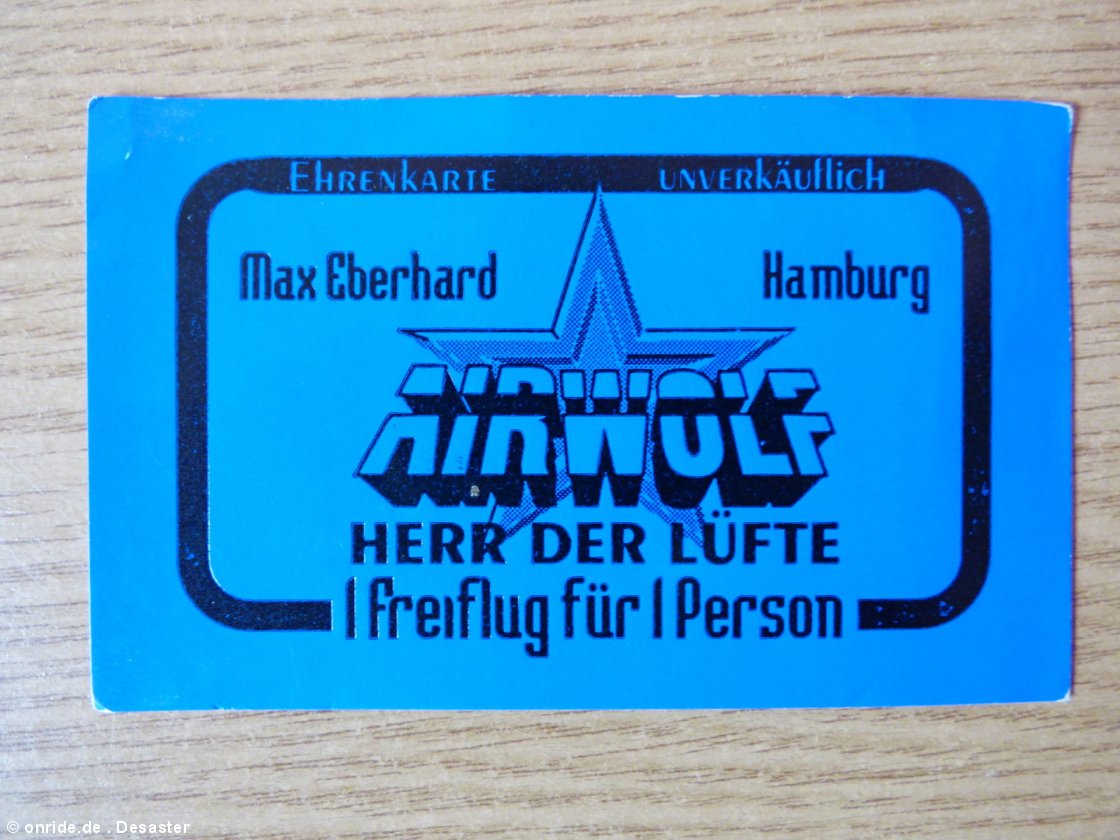 EHRENKARTE UNVERKÄUFLICH
Max Eberhard Hamburg
AIRWOLF
HERR DER LÜFTE
1 Freiflug für 1 Person
© onride.de . Desaster